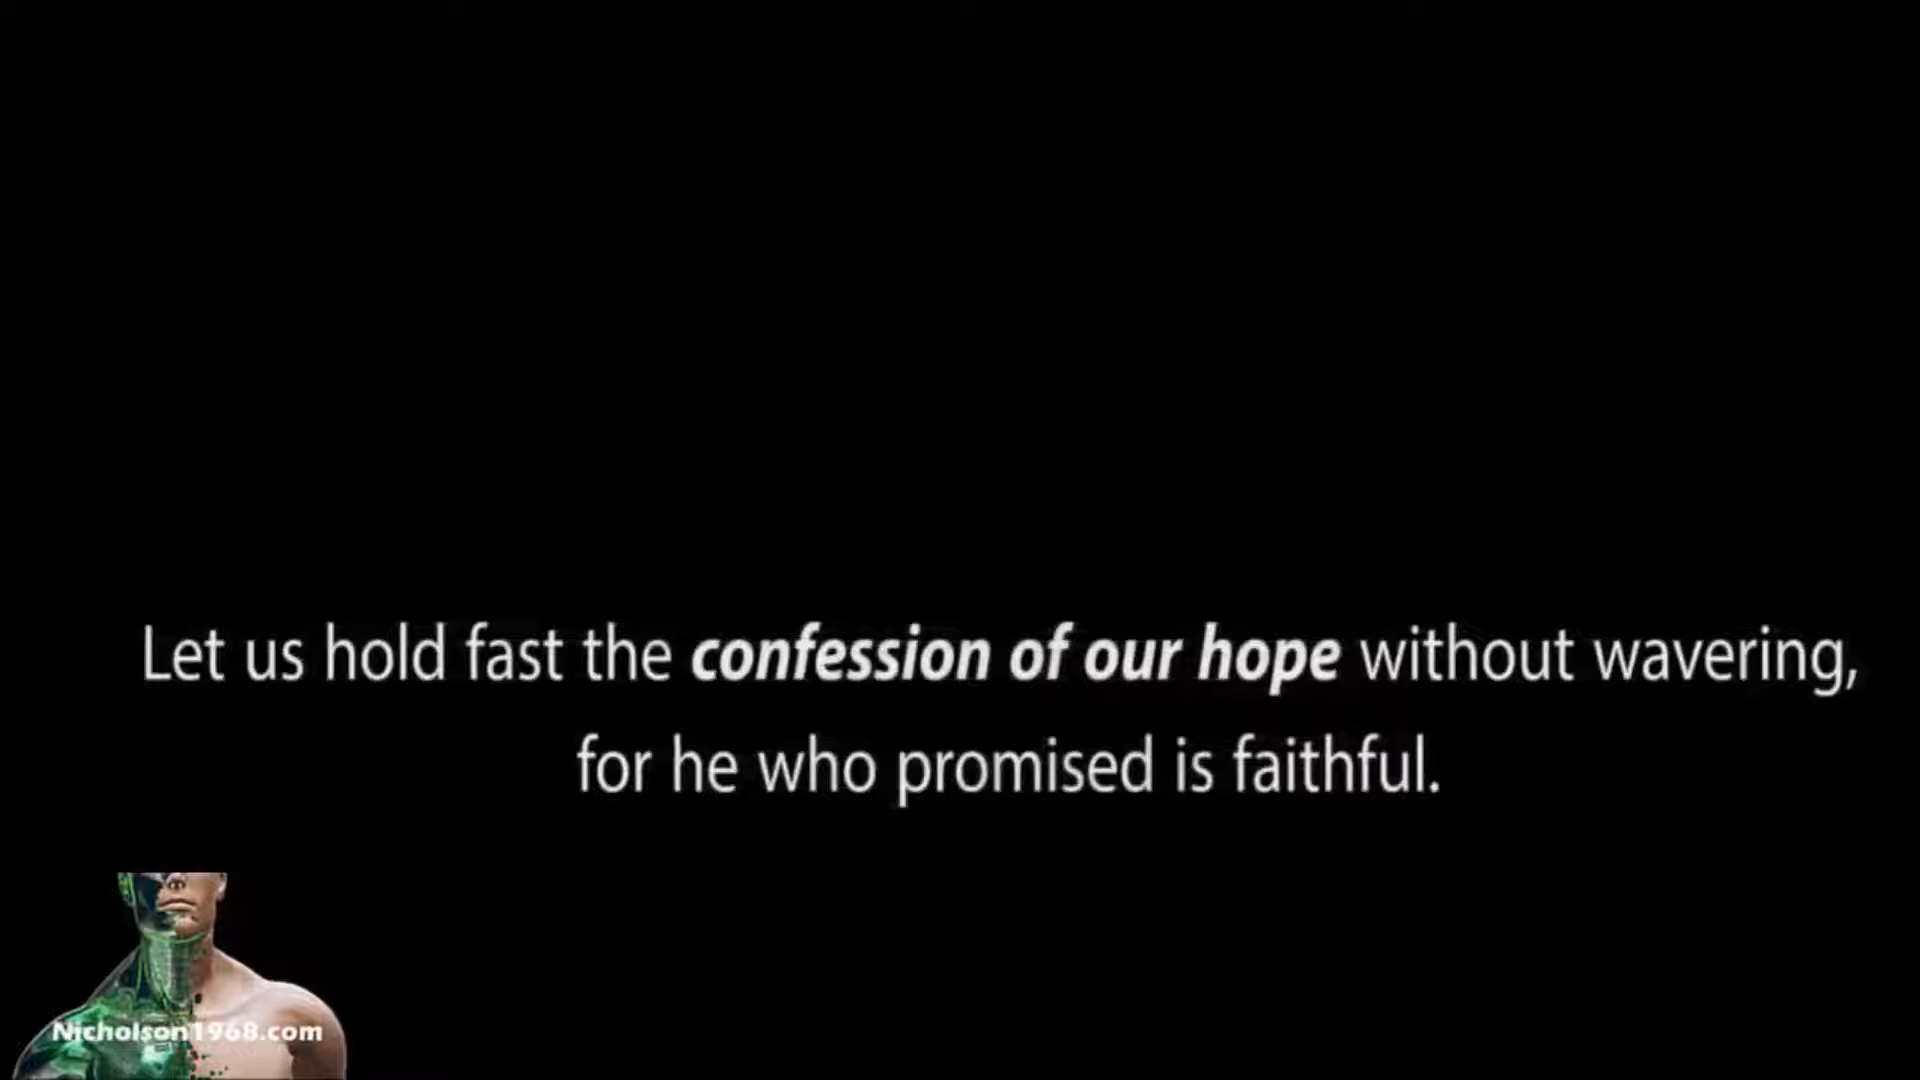 Let us hold fast the confession of our hope without wavering,
for he who promised is faithful.
Nicholson1968.com